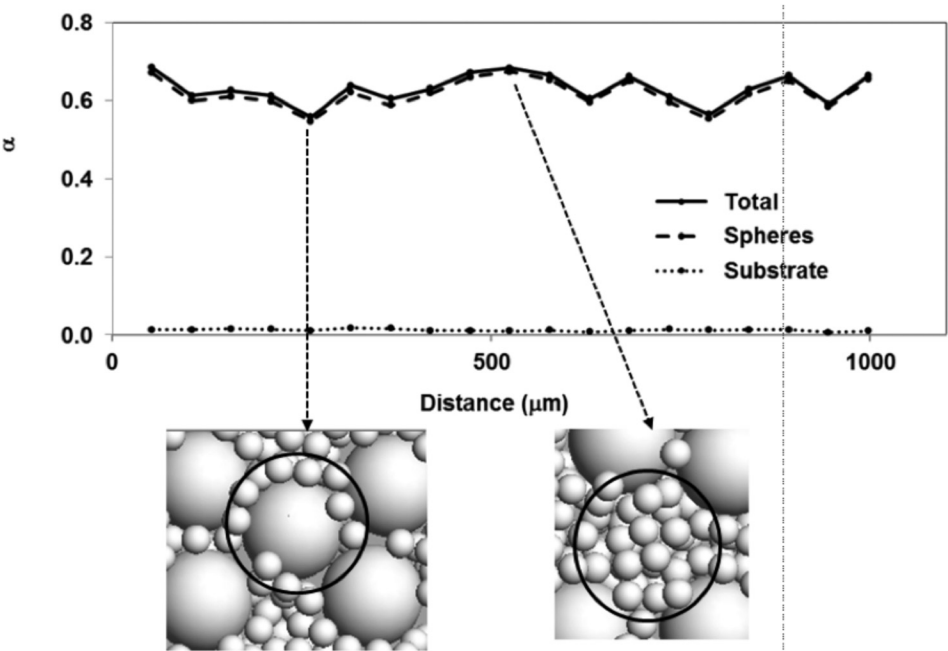 0.8
0.6
α
0.4
Total
Spheres
0.2
Substrate
0.0
0
500
1000
Distance (μm)